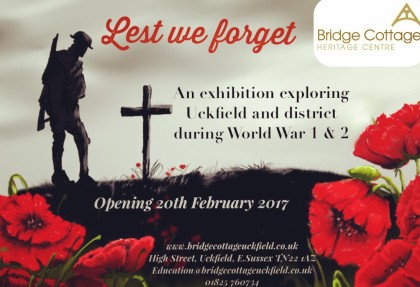 Lest we forget
Bridge Cottage
HERITAGE CENTRE
An exhibition exploring
Uckfield and district
during World War 1 & 2
Opening 20th February 2017
www.bridgecottageuckfield.co.uk
High Street, Uckfield, E.Sussex TN22 1AZ
Education@bridgecottageuckfield.co.uk
01825 760734